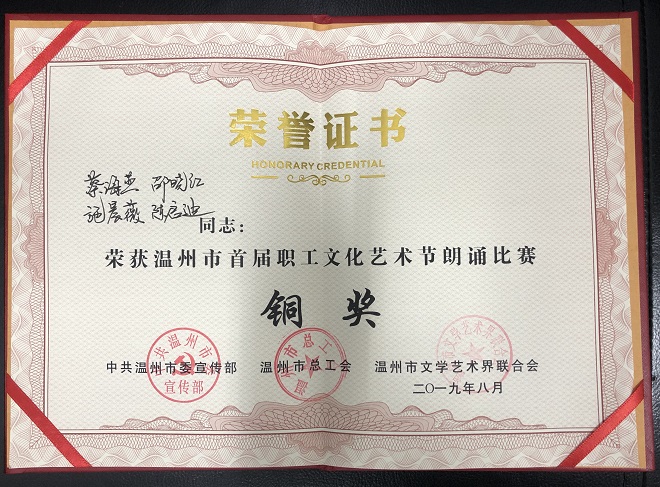 荣誉证书
HONORARY CREDENTIAL
蔡海燕 邵晓红
施晨薇 陈启迪 同志：
荣获温州市首届职工文化艺术节朗诵比赛
铜奖
中共温州市委宣传部 温州市总工会 温州市文学艺术界联合会
二〇一九年八月